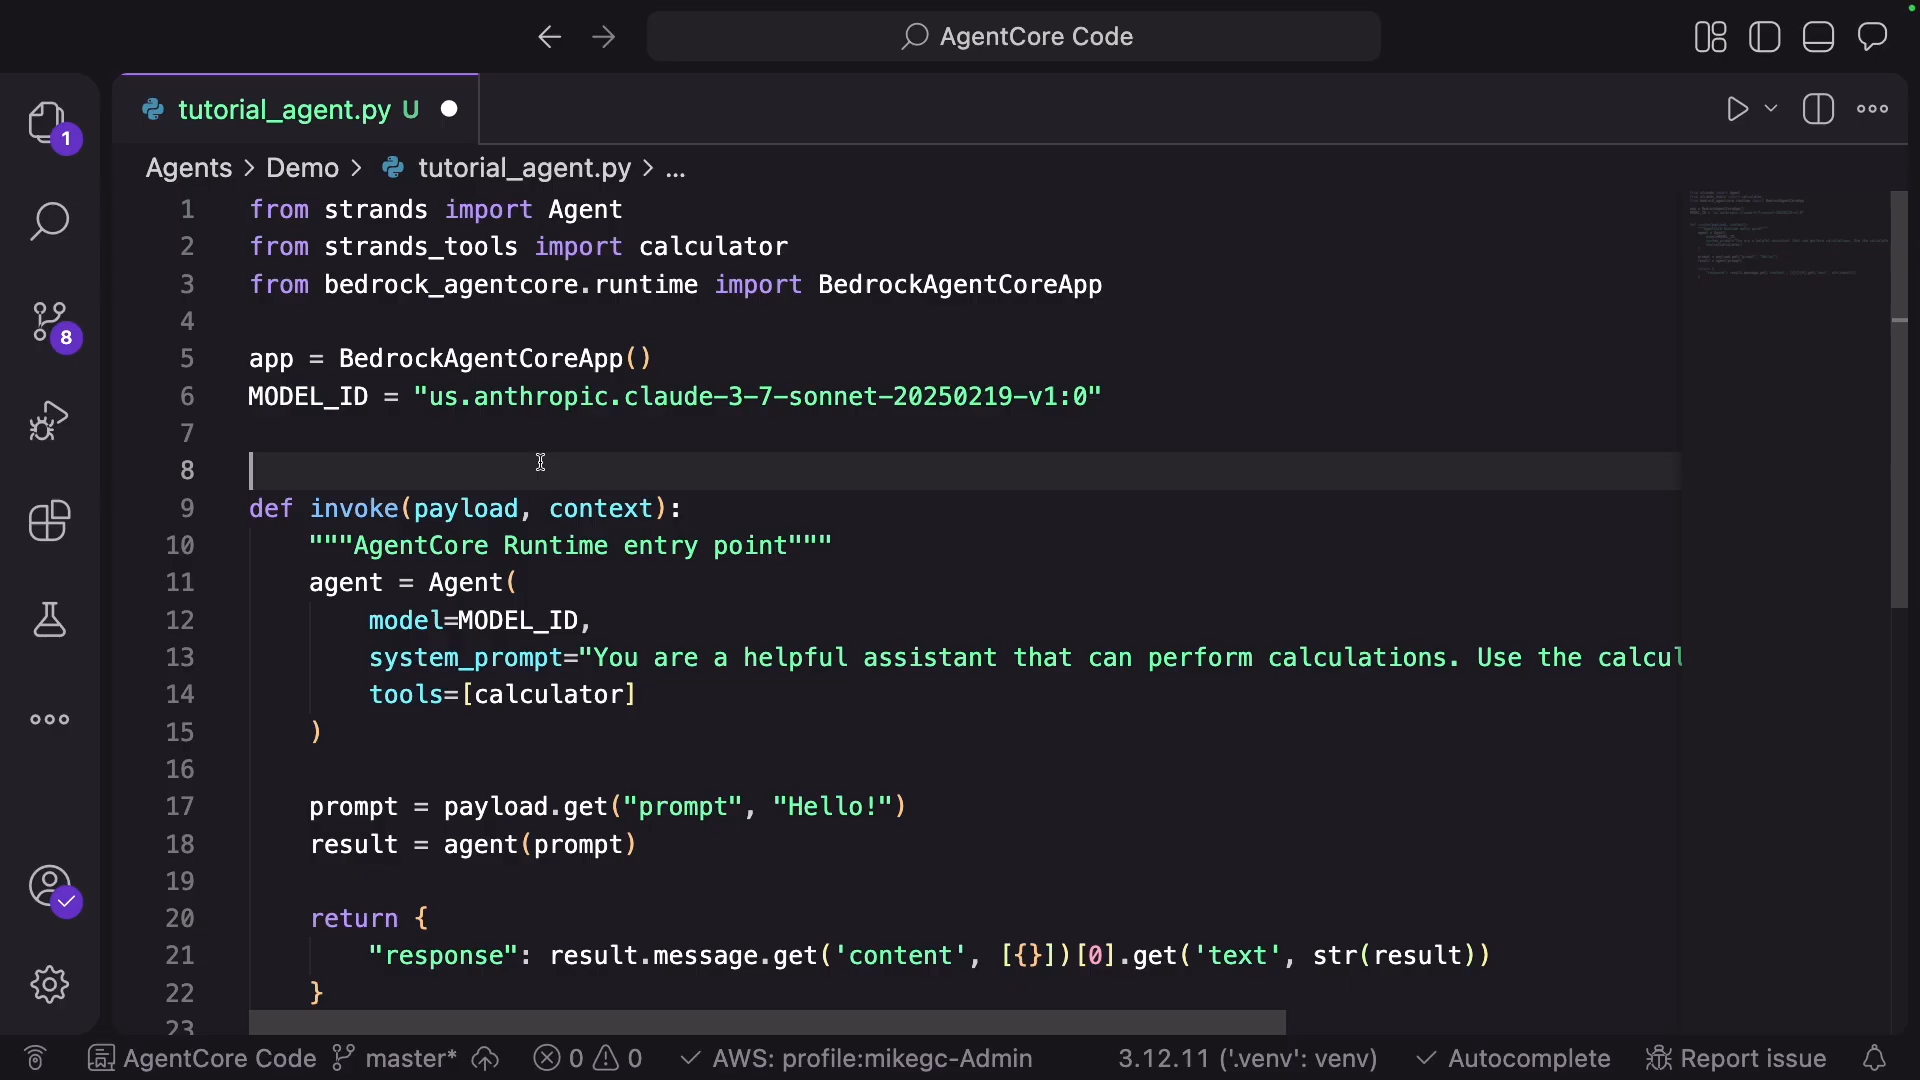 AgentCore Code
tutorial_agent.py U
Agents > Demo > tutorial_agent.py > ...
1 from strands import Agent
2 from strands_tools import calculator
3 from bedrock_agentcore.runtime import BedrockAgentCoreApp
4
5 app = BedrockAgentCoreApp()
6 MODEL_ID = "us.anthropic.claude-3-7-sonnet-20250219-v1:0"
7
8
9 def invoke(payload, context):
10 """AgentCore Runtime entry point"""
11 agent = Agent(
12 model=MODEL_ID,
13 system_prompt="You are a helpful assistant that can perform calculations. Use the calcul
14 tools=[calculator]
15 )
16
17 prompt = payload.get("prompt", "Hello!")
18 result = agent(prompt)
19
20 return {
21 "response": result.message.get('content', [{}])[0].get('text', str(result))
22 }
23
1
8
AgentCore Code master* 0 0 AWS: profile:mikegc-Admin 3.12.11 ('.venv': venv) Autocomplete Report issue